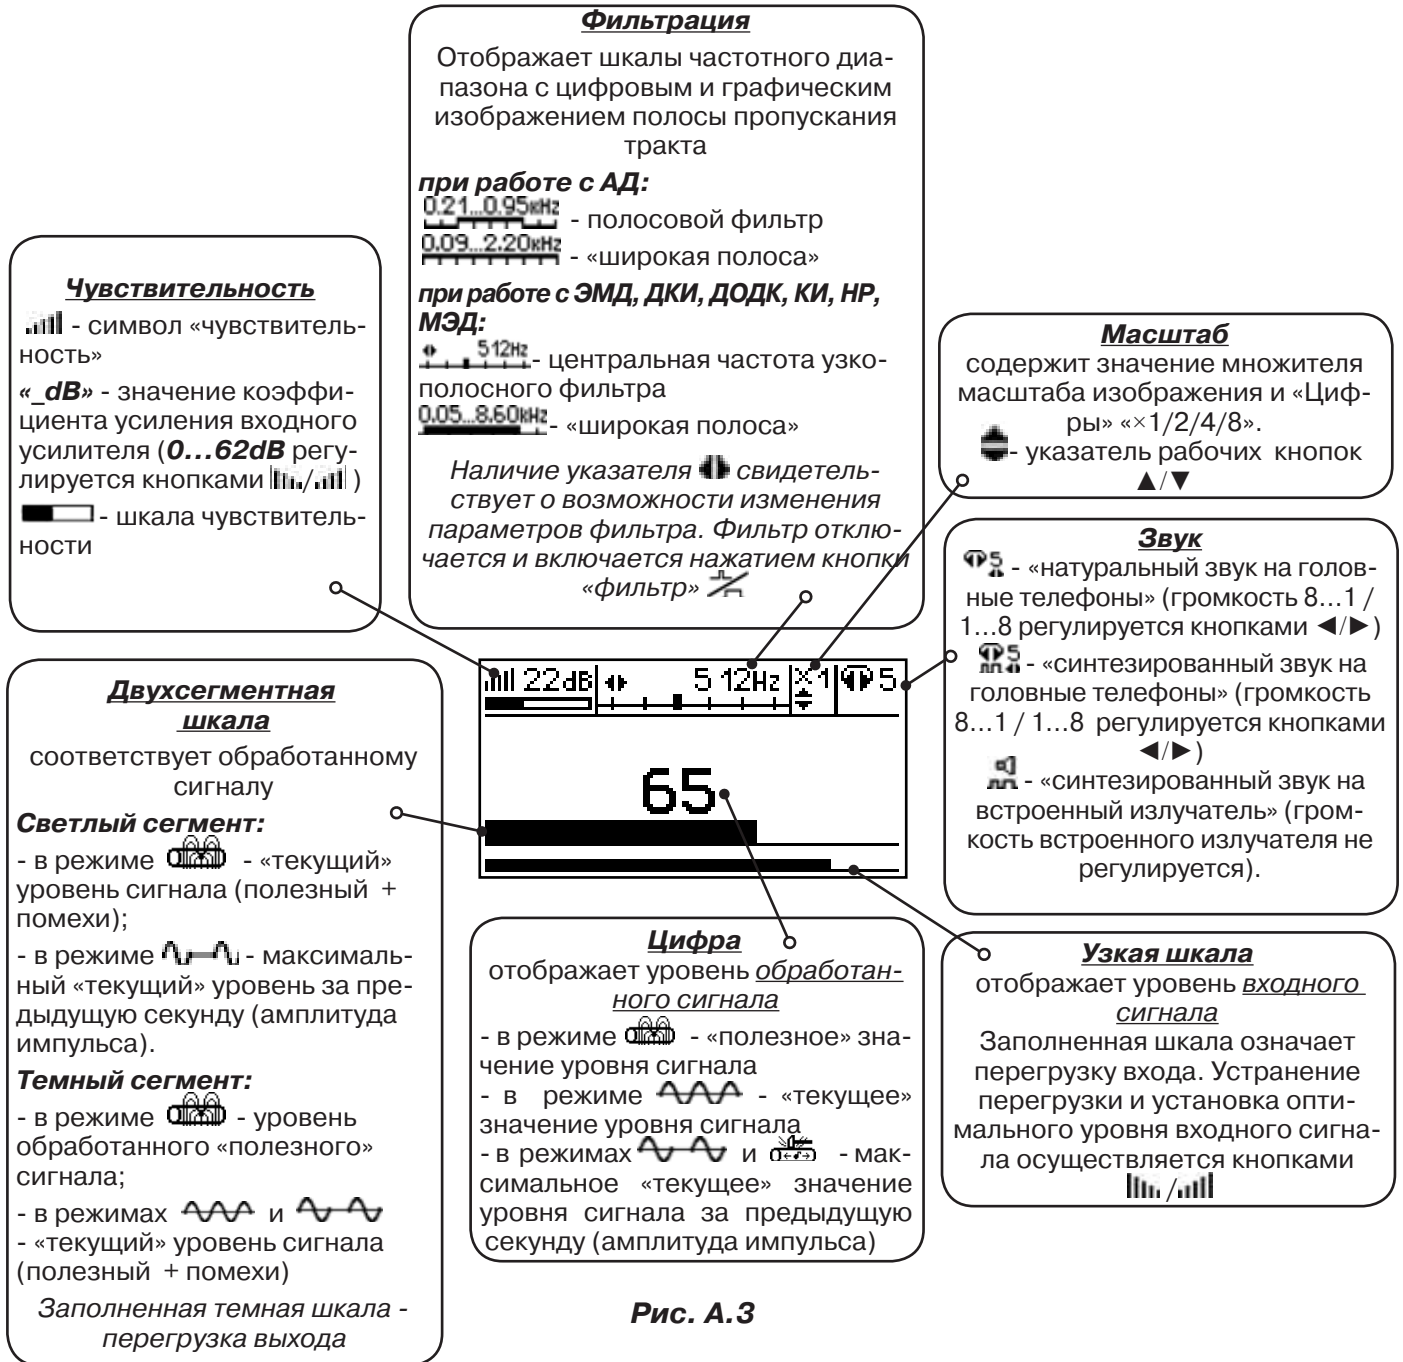 Фильтрация
Отображает шкалы частотного диа-
пазона с цифровым и графическим
изображением полосы пропускания
тракта
при работе с АД:
0.21...0.95кHz - полосовой фильтр
0.09...2.20кHz - «широкая полоса»
при работе с ЭМД, ДКИ, ДОДК, КИ, НР,
МЭД:
512Hz - центральная частота узко-
полосного фильтра
0.05...8.60кHz - «широкая полоса»
Наличие указателя свидетель-
ствует о возможности изменения
параметров фильтра. Фильтр отклю-
чается и включается нажатием кнопки
«фильтр»
Чувствительность
- символ «чувствитель-
ность»
«_dB» - значение коэффи-
циента усиления входного
усилителя (0...62dB регу-
лируется кнопками / )
- шкала чувствитель-
ности
Масштаб
содержит значение множителя
масштаба изображения и «Циф-
ры» «×1/2/4/8».
- указатель рабочих кнопок
▲/▼
Звук
5 - «натуральный звук на голов-
ные телефоны» (громкость 8...1 /
1...8 регулируется кнопками ◄/►)
5 - «синтезированный звук на
головные телефоны» (громкость
8...1 / 1...8 регулируется кнопками
◄/►)
- «синтезированный звук на
встроенный излучатель» (гром-
кость встроенного излучателя не
регулируется).
22dB 512Hz ×1 5
65
Двухсегментная
шкала
соответствует обработанному
сигналу
Светлый сегмент:
- в режиме - «текущий»
уровень сигнала (полезный +
помехи);
- в режиме - максималь-
ный «текущий» уровень за пре-
дыдущую секунду (амплитуда
импульса).
Темный сегмент:
- в режиме - уровень
обработанного «полезного»
сигнала;
- в режимах и
- «текущий» уровень сигнала
(полезный + помехи)
Заполненная темная шкала -
перегрузка выхода
Цифра
отображает уровень обработан-
ного сигнала
- в режиме - «полезное» зна-
чение уровня сигнала
- в режиме - «текущее»
значение уровня сигнала
- в режимах и - мак-
симальное «текущее» значение
уровня сигнала за предыдущую
секунду (амплитуда импульса)
Узкая шкала
отображает уровень входного
сигнала
Заполненная шкала означает
перегрузку входа. Устранение
перегрузки и установка опти-
мального уровня входного сигна-
ла осуществляется кнопками
/
Рис. А.3